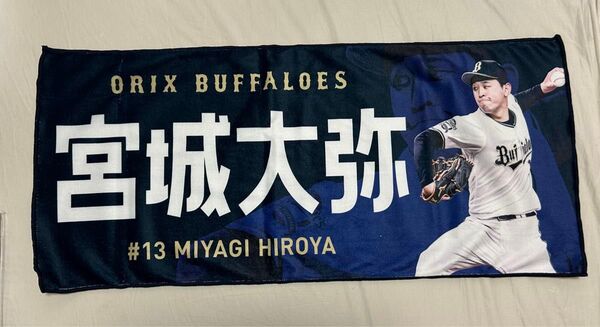 ORIX BUFFALOES
宮城大弥
#13 MIYAGI HIROYA
B